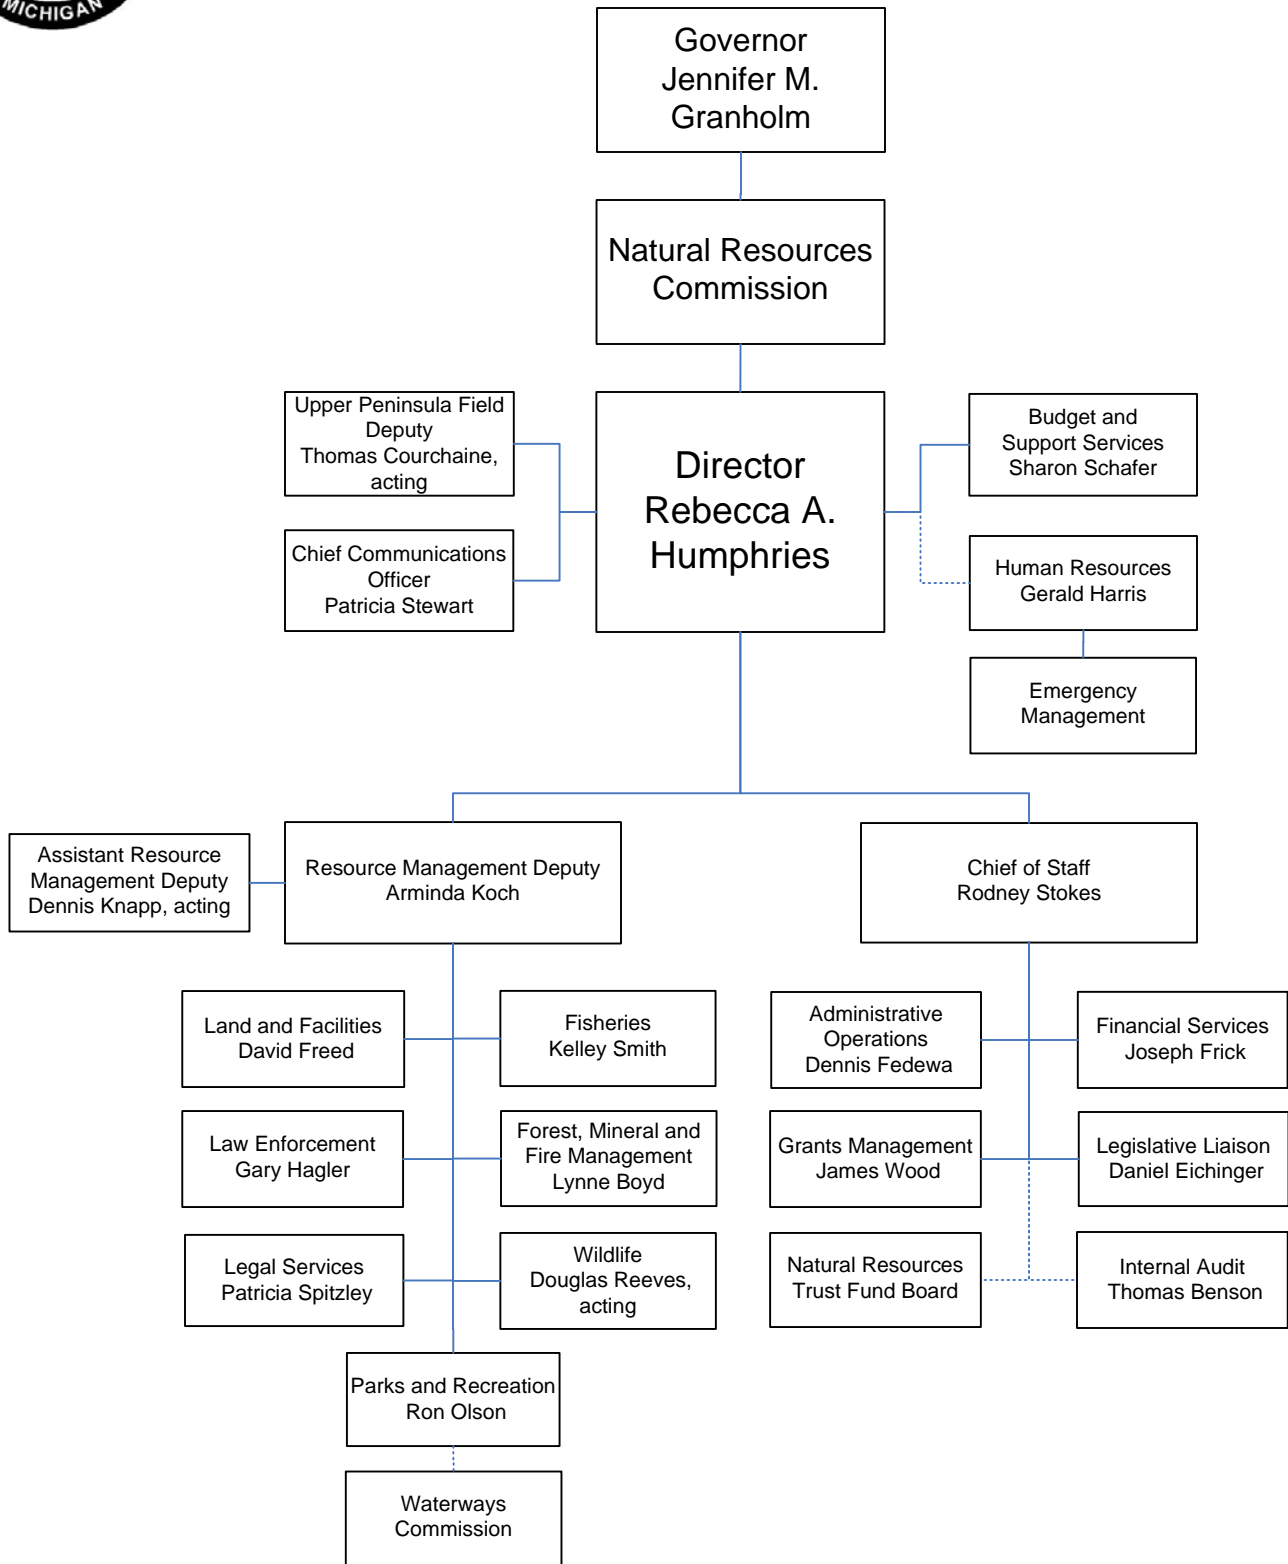 MICHIGAN
Governor
Jennifer M.
Granholm
Natural Resources
Commission
Upper Peninsula Field
Deputy
Thomas Courchaine,
acting
Chief Communications
Officer
Patricia Stewart
Director
Rebecca A.
Humphries
Budget and
Support Services
Sharon Schafer
Human Resources
Gerald Harris
Emergency
Management
Assistant Resource
Management Deputy
Dennis Knapp, acting
Resource Management Deputy
Arminda Koch
Chief of Staff
Rodney Stokes
Land and Facilities
David Freed
Fisheries
Kelley Smith
Administrative
Operations
Dennis Fedewa
Financial Services
Joseph Frick
Law Enforcement
Gary Hagler
Forest, Mineral and
Fire Management
Lynne Boyd
Grants Management
James Wood
Legislative Liaison
Daniel Eichinger
Legal Services
Patricia Spitzley
Wildlife
Douglas Reeves,
acting
Natural Resources
Trust Fund Board
Internal Audit
Thomas Benson
Parks and Recreation
Ron Olson
Waterways
Commission